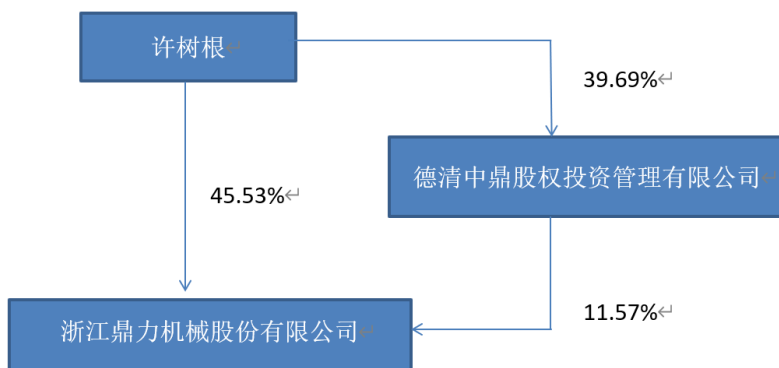 许树根
39.69%
德清中鼎股权投资管理有限公司
45.53%
11.57%
浙江鼎力机械股份有限公司